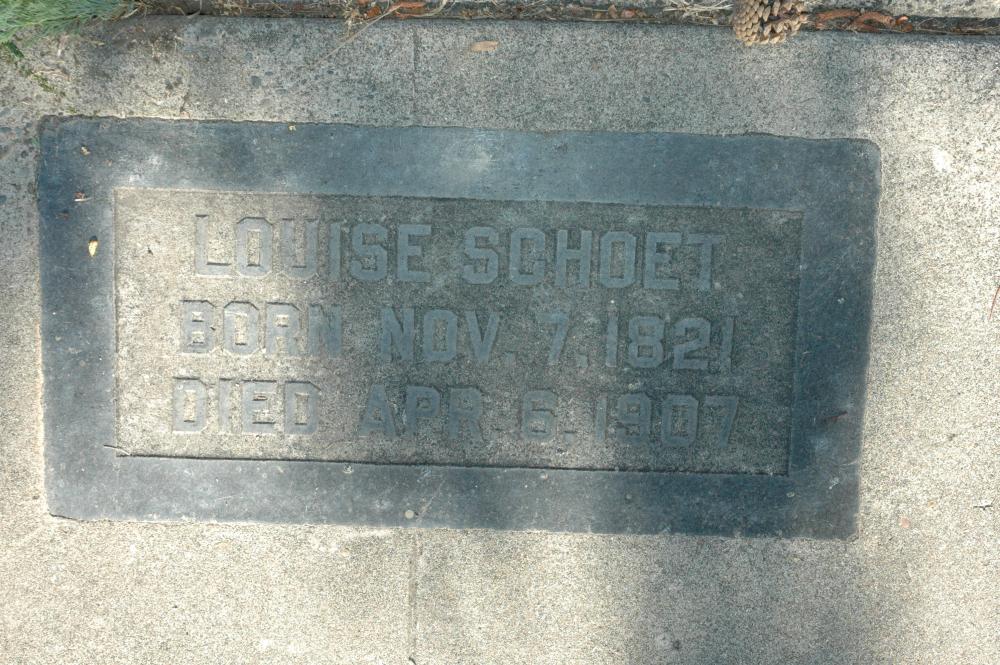 LOUISE SCHOET
BORN NOV. 7, 1821
DIED APR. 6, 1907